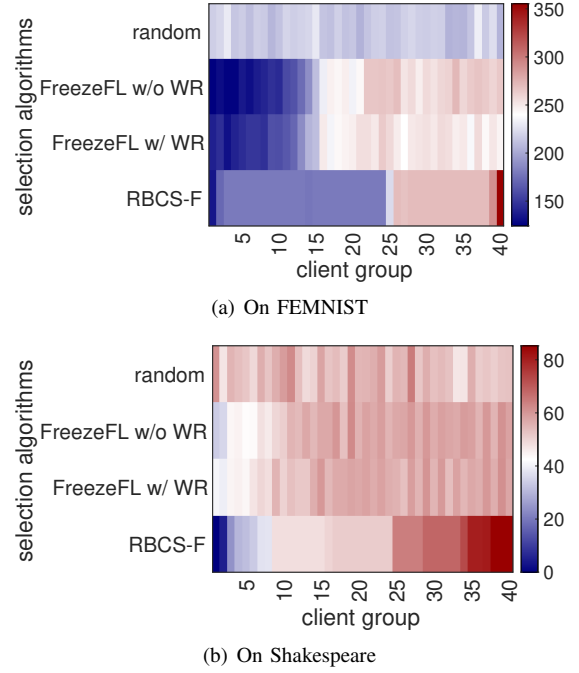 selection algorithms
random
FreezeFL w/o WR
FreezeFL w/ WR
RBCS-F
5 10 15 20 25 30 35 40
client group
350
300
250
200
150
(a) On FEMNIST
selection algorithms
random
FreezeFL w/o WR
FreezeFL w/ WR
RBCS-F
5 10 15 20 25 30 35 40
client group
80
60
40
20
0
(b) On Shakespeare